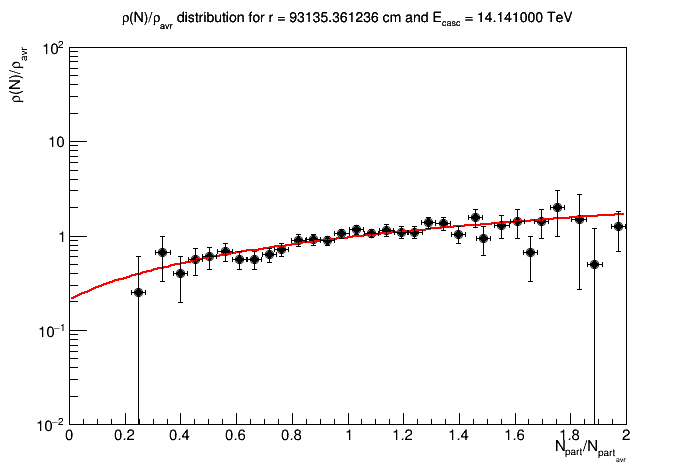 ρ(N)/ρavr distribution for r = 93135.361236 cm and Ecasc = 14.141000 TeV
ρ(N)/ρavr
10²
10
1
10⁻¹
10⁻²
0 0.2 0.4 0.6 0.8 1 1.2 1.4 1.6 1.8 2
Npart/Npartavr